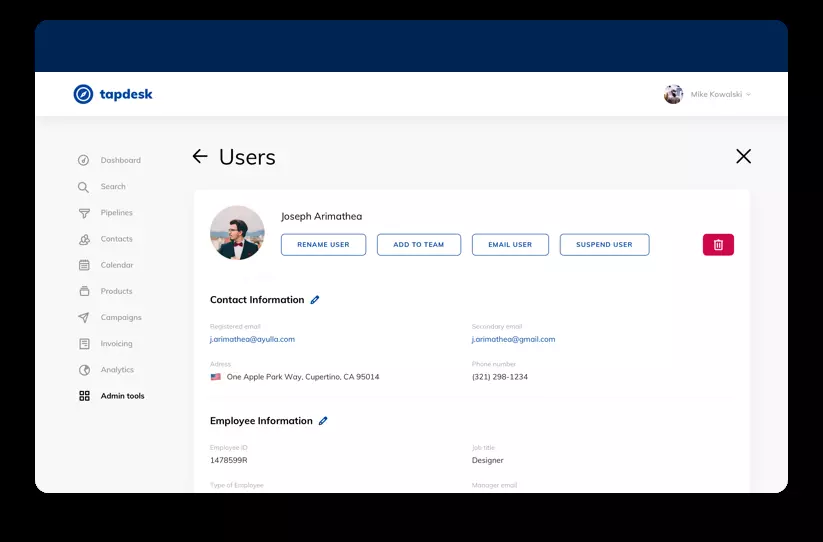 tapdesk
Mike Kowalski
Dashboard
Search
Pipelines
Contacts
Calendar
Products
Campaigns
Invoicing
Analytics
Admin tools
Users
Joseph Arimathea
RENAME USER
ADD TO TEAM
EMAIL USER
SUSPEND USER
Contact Information
Registered email
Secondary email
j.arimathea@ayulla.com
j.arimathea@gmail.com
Adress
Phone number
One Apple Park Way, Cupertino, CA 95014
(321) 298-1234
Employee Information
Employee ID
Job title
1478599R
Designer
Type of Employee
Manager email